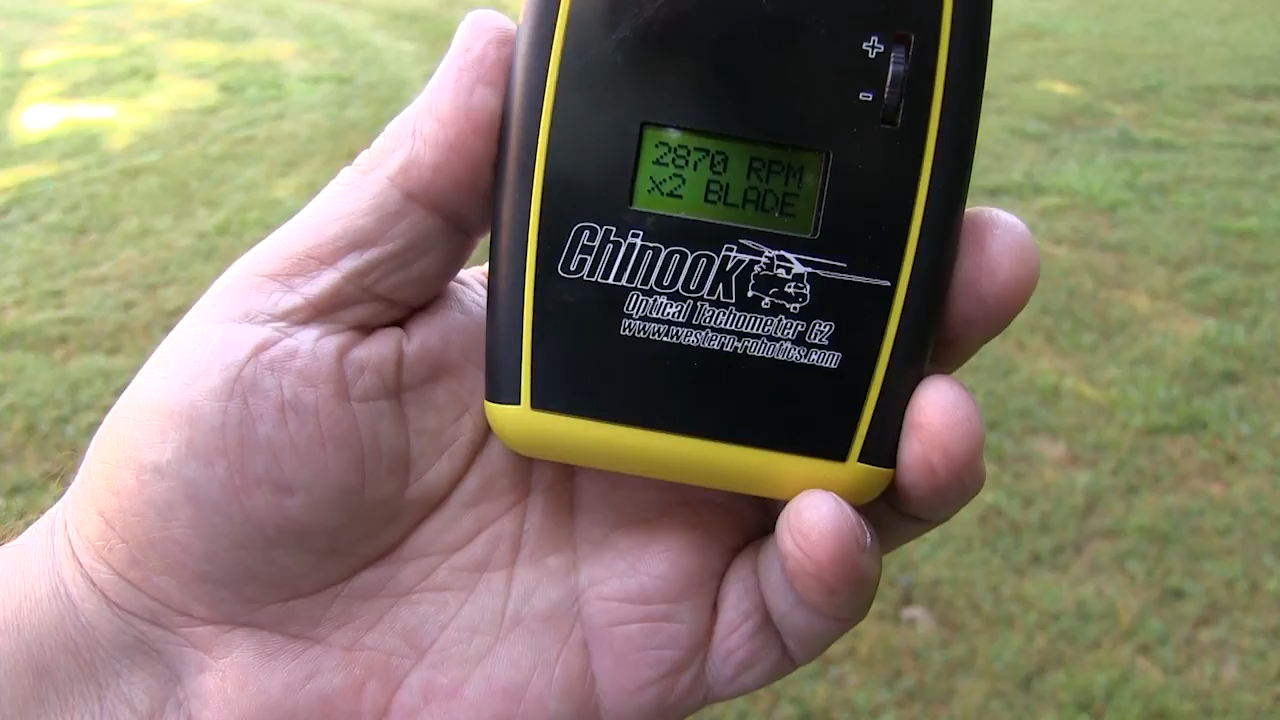 +
-
2870 RPM
x2 BLADE
Chinook
Optical Tachometer G2
www.western-robotics.com